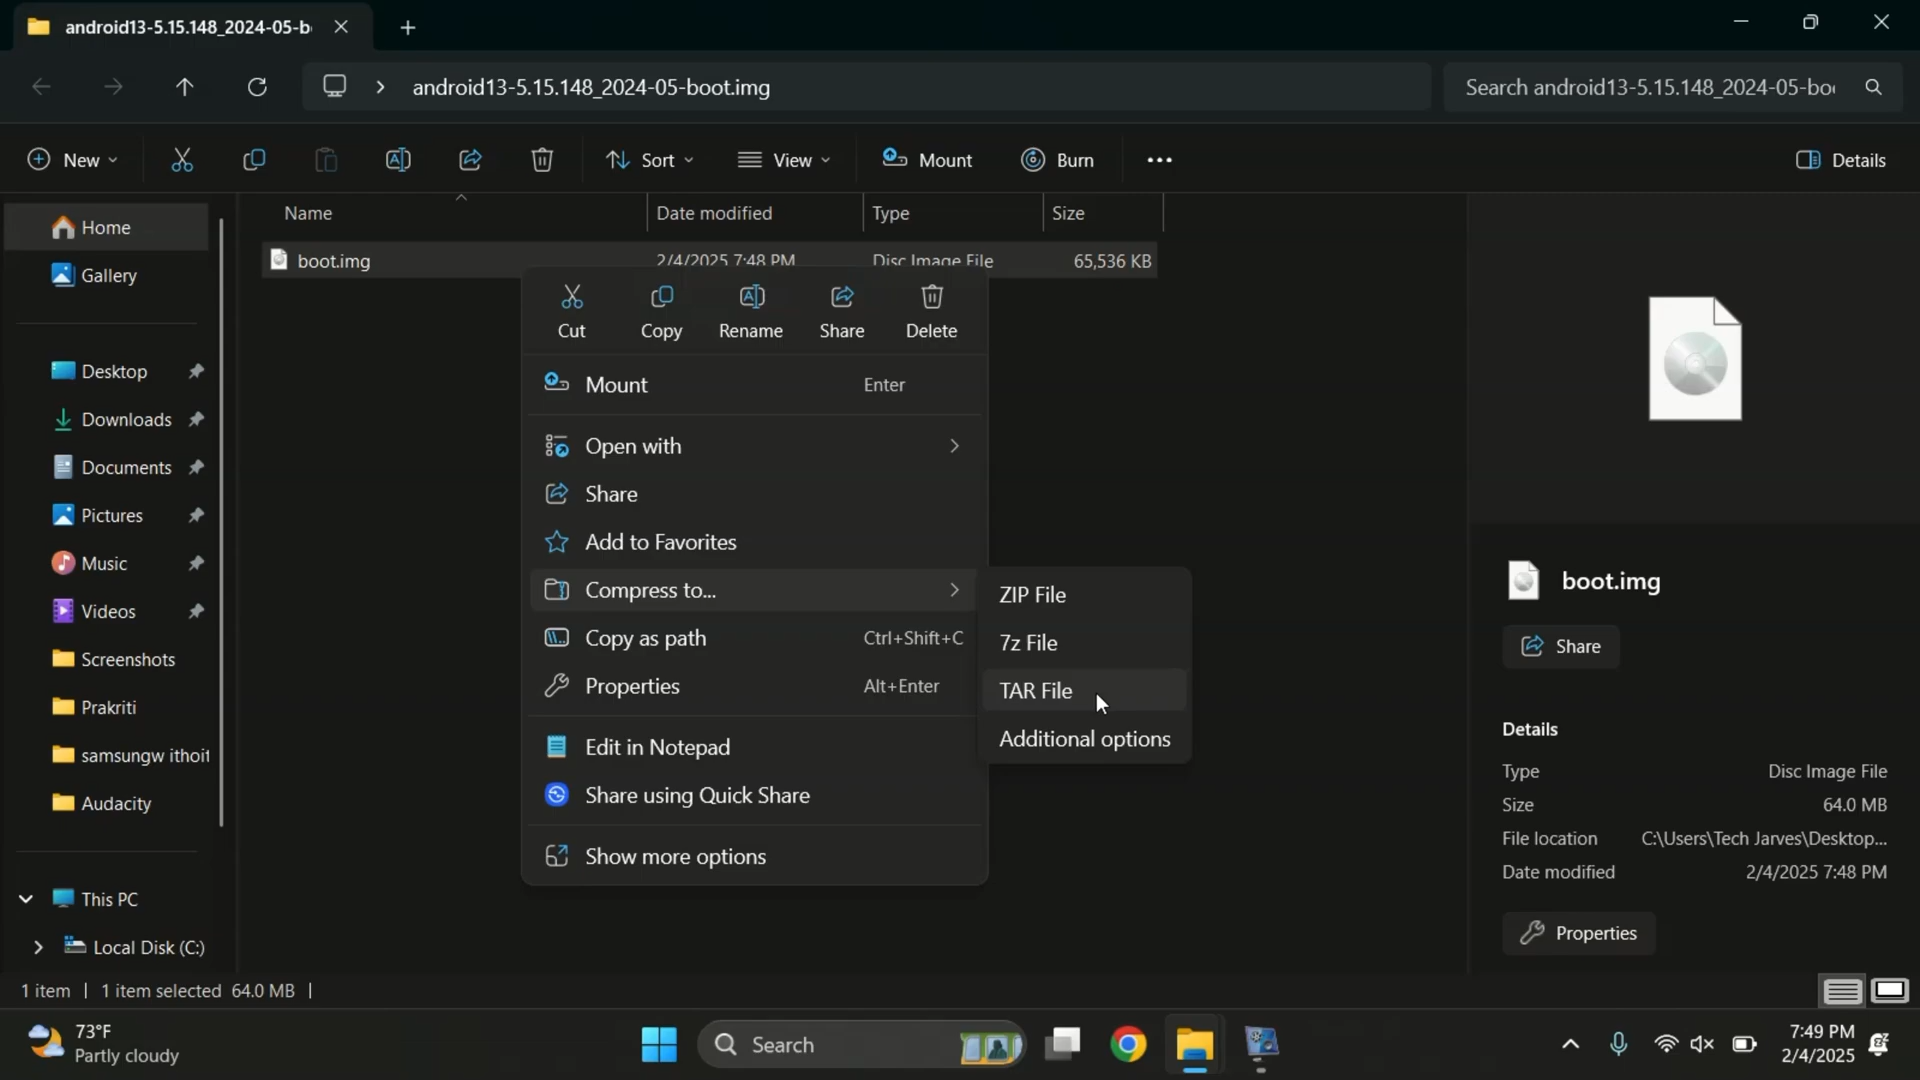 android13-5.15.148_2024-05-b
android13-5.15.148_2024-05-boot.img
Search android13-5.15.148_2024-05-boo
New
Sort
View
Mount
Burn
Details
Name
Date modified
Type
Size
boot.img
2/4/2025 7:48 PM
Disc Image File
65,536 KB
Home
Gallery
Desktop
Downloads
Documents
Pictures
Music
Videos
Screenshots
Prakriti
samsungw ithoit
Audacity
This PC
Local Disk (C:)
Cut
Copy
Rename
Share
Delete
Mount Enter
Open with
Share
Add to Favorites
Compress to...
Copy as path Ctrl+Shift+C
Properties Alt+Enter
Edit in Notepad
Share using Quick Share
Show more options
ZIP File
7z File
TAR File
Additional options
boot.img
Share
Details
Type Disc Image File
Size 64.0 MB
File location C:\Users\Tech Jarves\Desktop...
Date modified 2/4/2025 7:48 PM
Properties
1 item | 1 item selected 64.0 MB |
73°F
Partly cloudy
Search
7:49 PM
2/4/2025